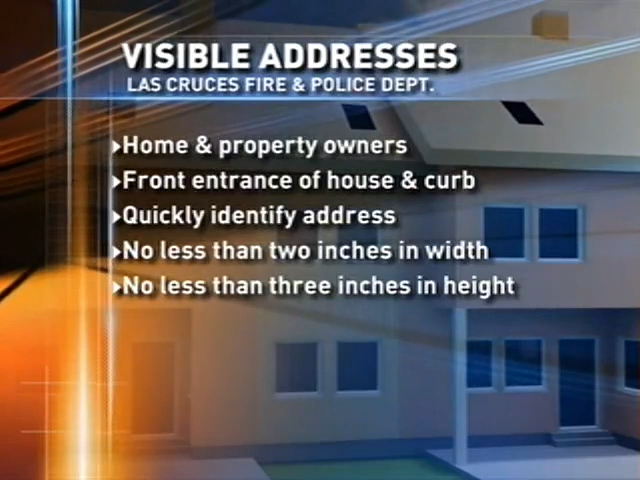 VISIBLE ADDRESSES
LAS CRUCES FIRE & POLICE DEPT.
Home & property owners
Front entrance of house & curb
Quickly identify address
No less than two inches in width
No less than three inches in height